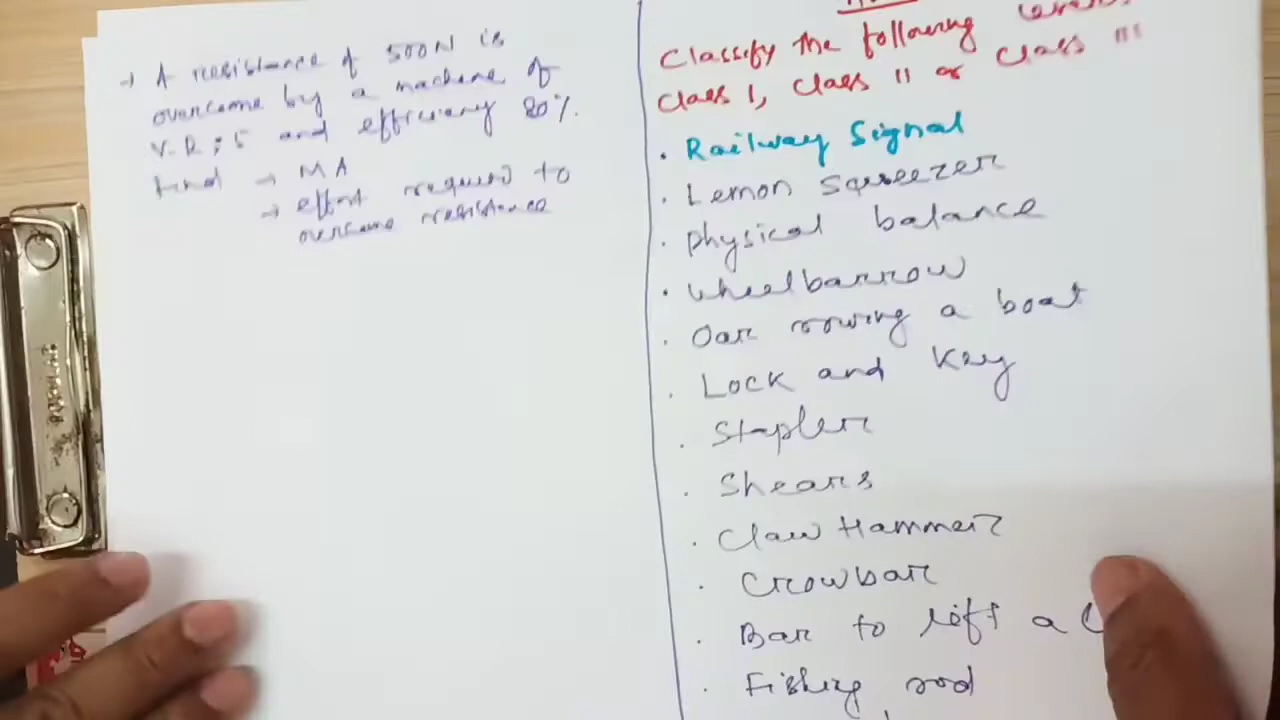 → A resistance of 500N is
overcome by a machine of
V.R ; 5 and efficiency 80%.
Find → MA
→ effort required to
overcome resistance
Classify the following
class I, class II or class III
· Railway Signal
· Lemon Squeezer
· Physical balance
· Wheelbarrow
· Oar rowing a boat
· Lock and Key
· Stapler
· Shears
· Claw Hammer
· Crowbar
· Bar to lift a
· Fishing rod